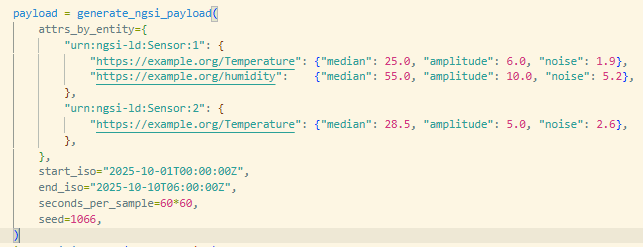 payload = generate_ngsi_payload(
    attrs_by_entity={
        "urn:ngsi-ld:Sensor:1": {
            "https://example.org/Temperature": {"median": 25.0, "amplitude": 6.0, "noise": 1.9},
            "https://example.org/humidity":    {"median": 55.0, "amplitude": 10.0, "noise": 5.2},
        },
        "urn:ngsi-ld:Sensor:2": {
            "https://example.org/Temperature": {"median": 28.5, "amplitude": 5.0, "noise": 2.6},
        },
    },
    start_iso="2025-10-01T00:00:00Z",
    end_iso="2025-10-10T06:00:00Z",
    seconds_per_sample=60*60,
    seed=1066,
)